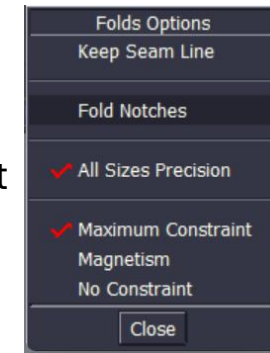 Folds Options
Keep Seam Line
Fold Notches
t
All Sizes Precision
Maximum Constraint
Magnetism
No Constraint
Close